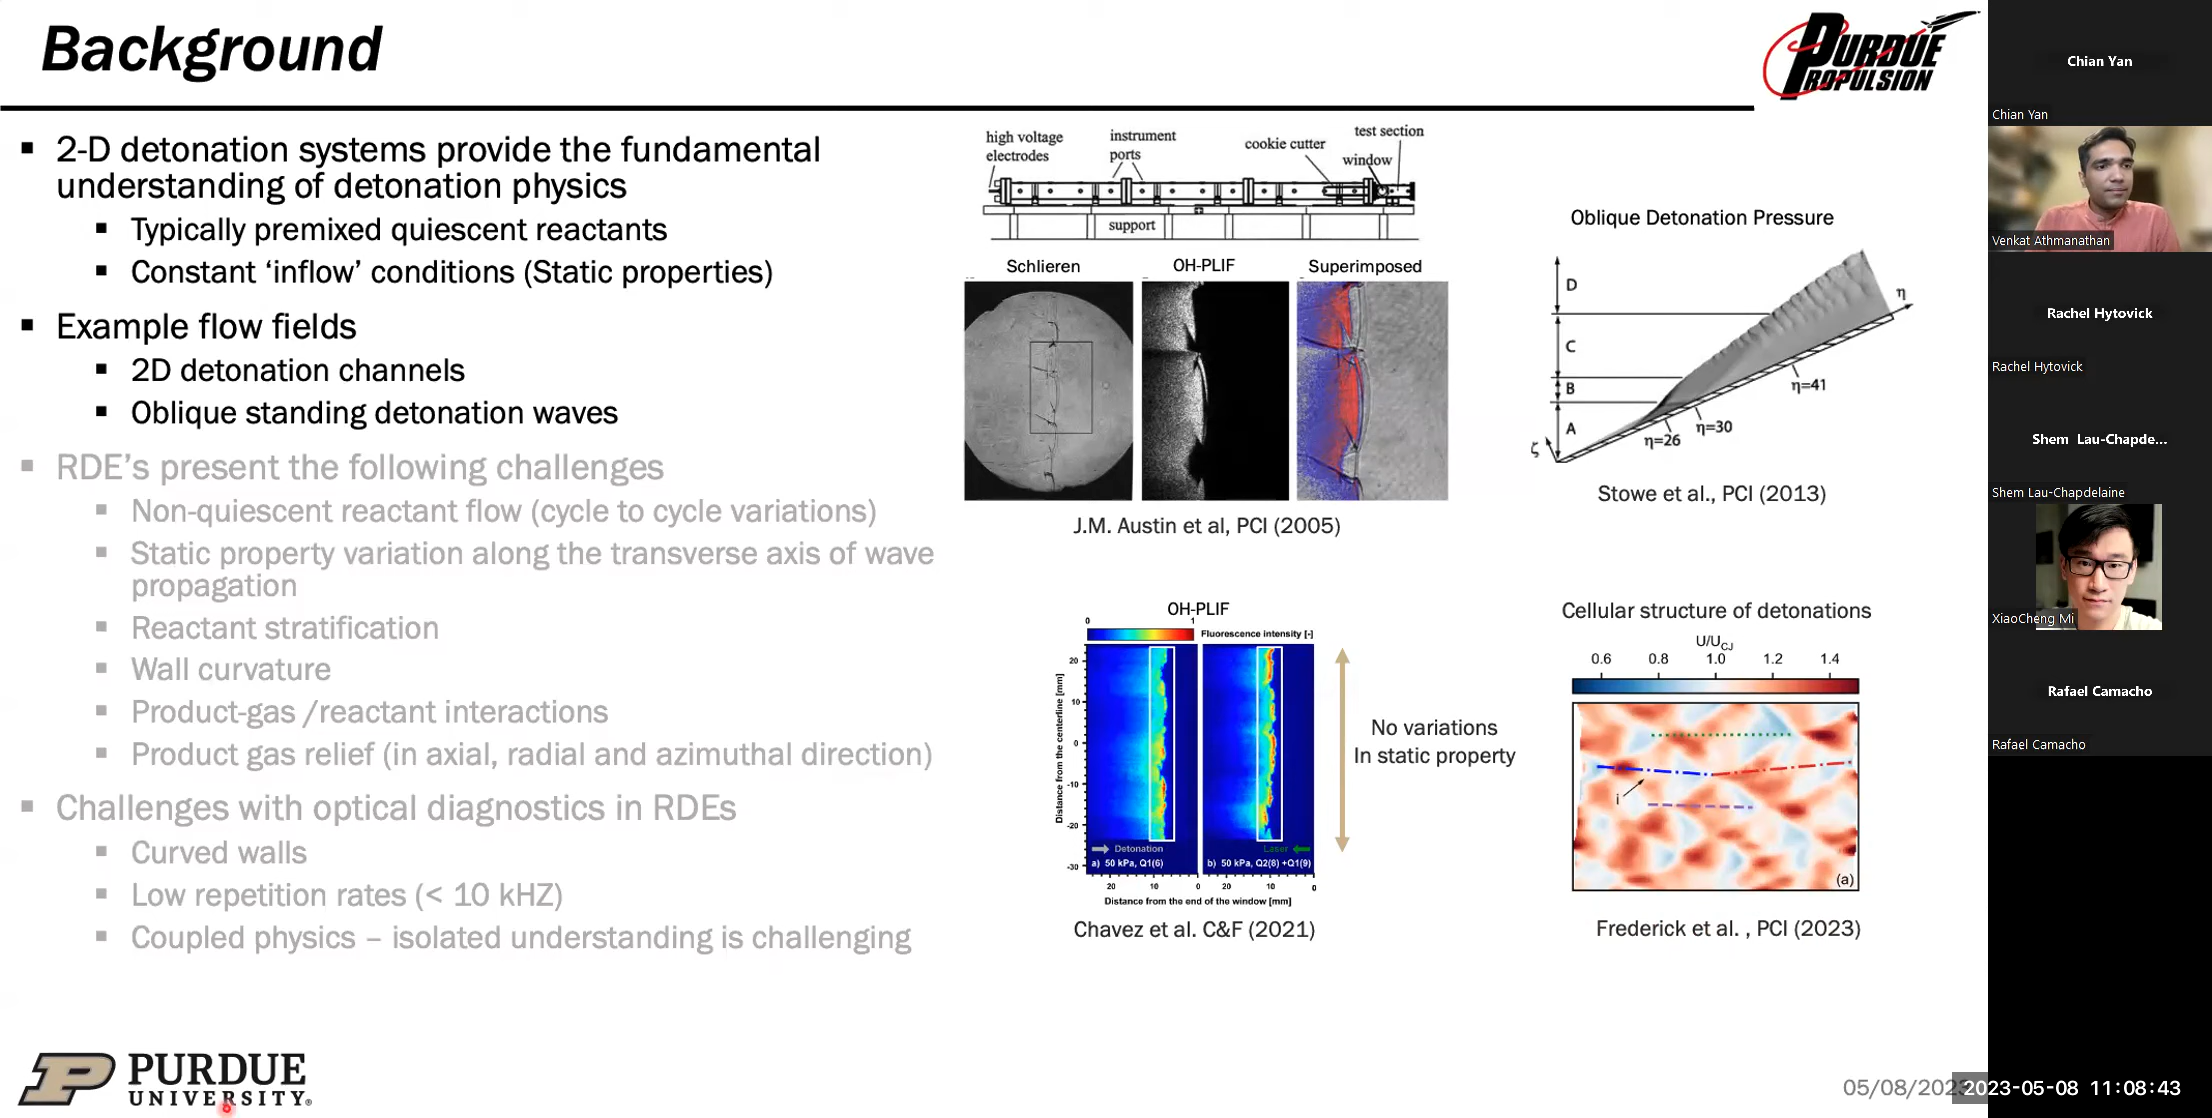 Background
PURDUE
PROPULSION
2-D detonation systems provide the fundamental
understanding of detonation physics
Typically premixed quiescent reactants
Constant ‘inflow’ conditions (Static properties)
Example flow fields
2D detonation channels
Oblique standing detonation waves
RDE’s present the following challenges
Non-quiescent reactant flow (cycle to cycle variations)
Static property variation along the transverse axis of wave
propagation
Reactant stratification
Wall curvature
Product-gas /reactant interactions
Product gas relief (in axial, radial and azimuthal direction)
Challenges with optical diagnostics in RDEs
Curved walls
Low repetition rates (< 10 kHZ)
Coupled physics – isolated understanding is challenging
high voltage
electrodes
instrument
ports
cookie cutter
test section
window
support
Schlieren
OH-PLIF
Superimposed
J.M. Austin et al, PCI (2005)
Oblique Detonation Pressure
D
C
B
A
η
ζ
η=41
η=30
η=26
Stowe et al., PCI (2013)
OH-PLIF
0 1
Fluorescence intensity [-]
Distance from the centerline [mm]
20
10
0
-10
-20
-30
Detonation
Laser
a) 50 kPa, Q1(6)
b) 50 kPa, Q2(8) +Q1(9)
20 10 0 20 10 0
Distance from the end of the window [mm]
Chavez et al. C&F (2021)
No variations
In static property
Cellular structure of detonations
U/UCJ
0.6 0.8 1.0 1.2 1.4
i
(a)
Frederick et al. , PCI (2023)
PURDUE
UNIVERSITY®
05/08/202
2023-05-08 11:08:43
Chian Yan
Chian Yan
Venkat Athmanathan
Rachel Hytovick
Rachel Hytovick
Shem Lau-Chapde...
Shem Lau-Chapdelaine
XiaoCheng Mi
Rafael Camacho
Rafael Camacho